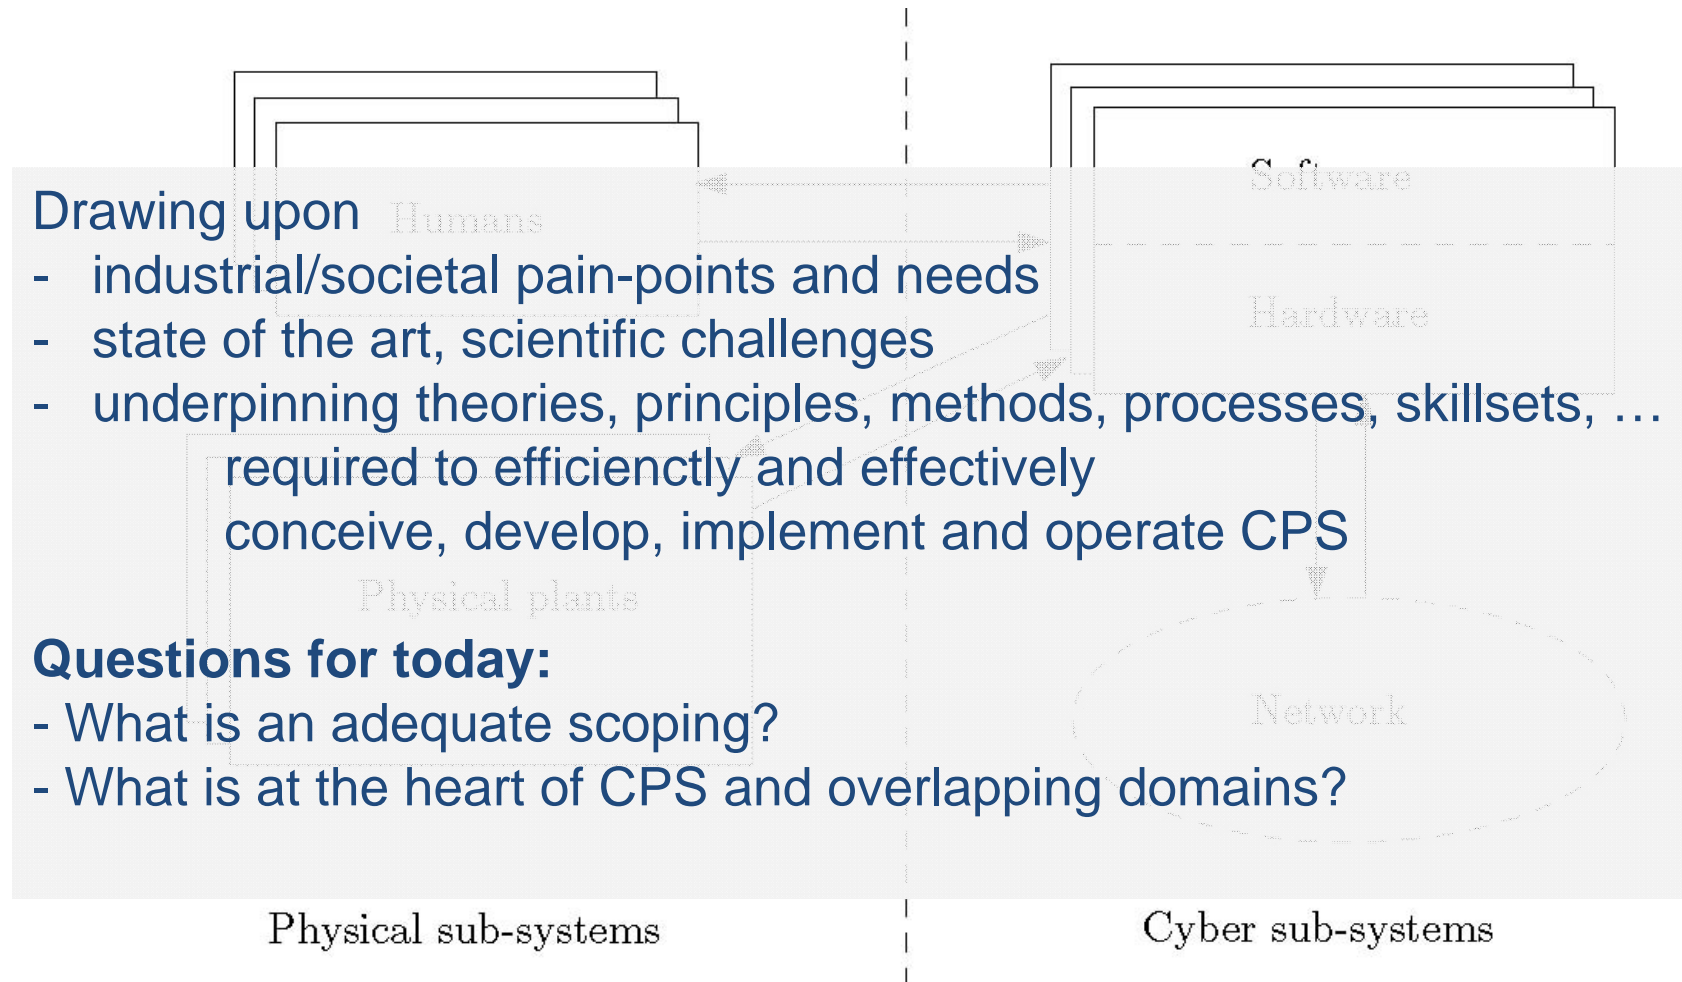 Software
Drawing upon
Humans
- industrial/societal pain-points and needs
Hardware
- state of the art, scientific challenges
- underpinning theories, principles, methods, processes, skillsets, …
required to efficienctly and effectively
conceive, develop, implement and operate CPS
Physical plants
Questions for today:
- What is an adequate scoping?
Network
- What is at the heart of CPS and overlapping domains?
Physical sub-systems
Cyber sub-systems